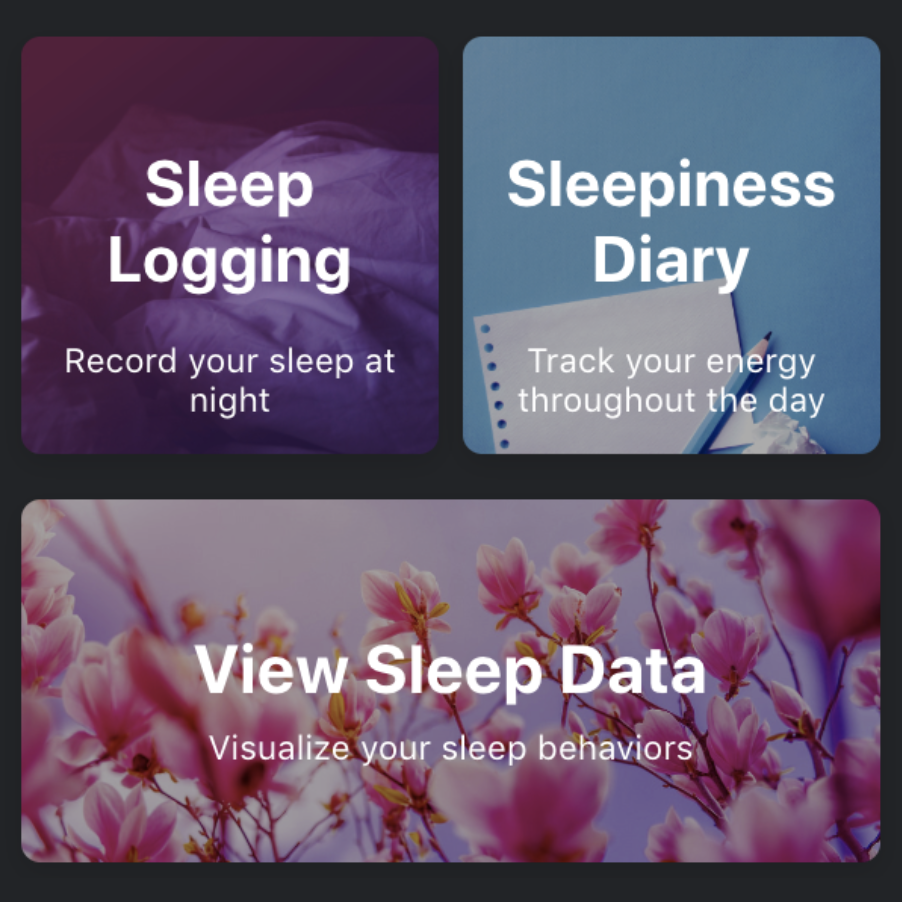 Sleep
Logging
Record your sleep at
night
Sleepiness
Diary
Track your energy
throughout the day
View Sleep Data
Visualize your sleep behaviors